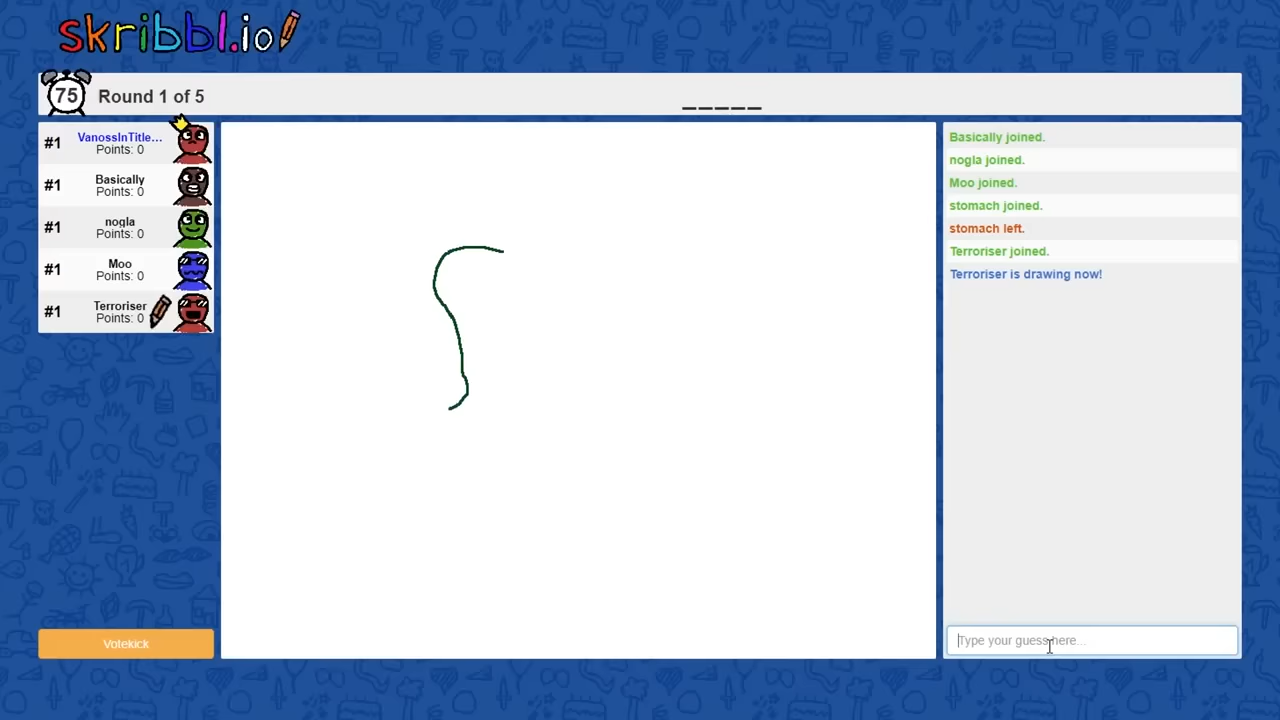 skribbl.io
75
Round 1 of 5
_____
#1 VanossInTitle...
Points: 0
#1 Basically
Points: 0
#1 nogla
Points: 0
#1 Moo
Points: 0
#1 Terroriser
Points: 0
Votekick
Basically joined.
nogla joined.
Moo joined.
stomach joined.
stomach left.
Terroriser joined.
Terroriser is drawing now!
Type your guess here...